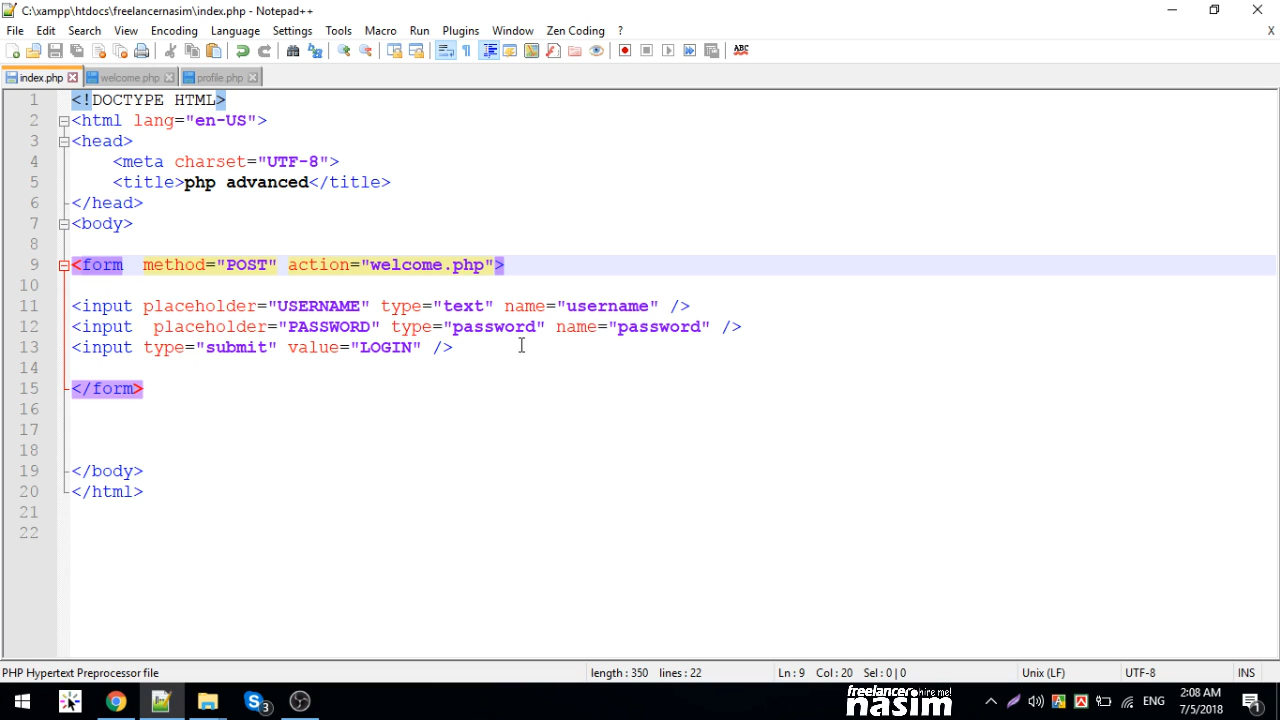 C:\xampp\htdocs\freelancernasim\index.php - Notepad++
File Edit Search View Encoding Language Settings Tools Macro Run Plugins Window Zen Coding ? X
index.php welcome.php profile.php
1 <!DOCTYPE HTML>
2 <html lang="en-US">
3 <head>
4 <meta charset="UTF-8">
5 <title>php advanced</title>
6 </head>
7 <body>
8
9 <form  method="POST" action="welcome.php">
10
11 <input placeholder="USERNAME" type="text" name="username" />
12 <input  placeholder="PASSWORD" type="password" name="password" />
13 <input type="submit" value="LOGIN" />
14
15 </form>
16
17
18
19 </body>
20 </html>
21
22
PHP Hypertext Preprocessor file length : 350 lines : 22 Ln : 9 Col : 20 Sel : 0 | 0 Unix (LF) UTF-8 INS
freelancer hire me!
nasim
3 ENG 2:08 AM
7/5/2018 1